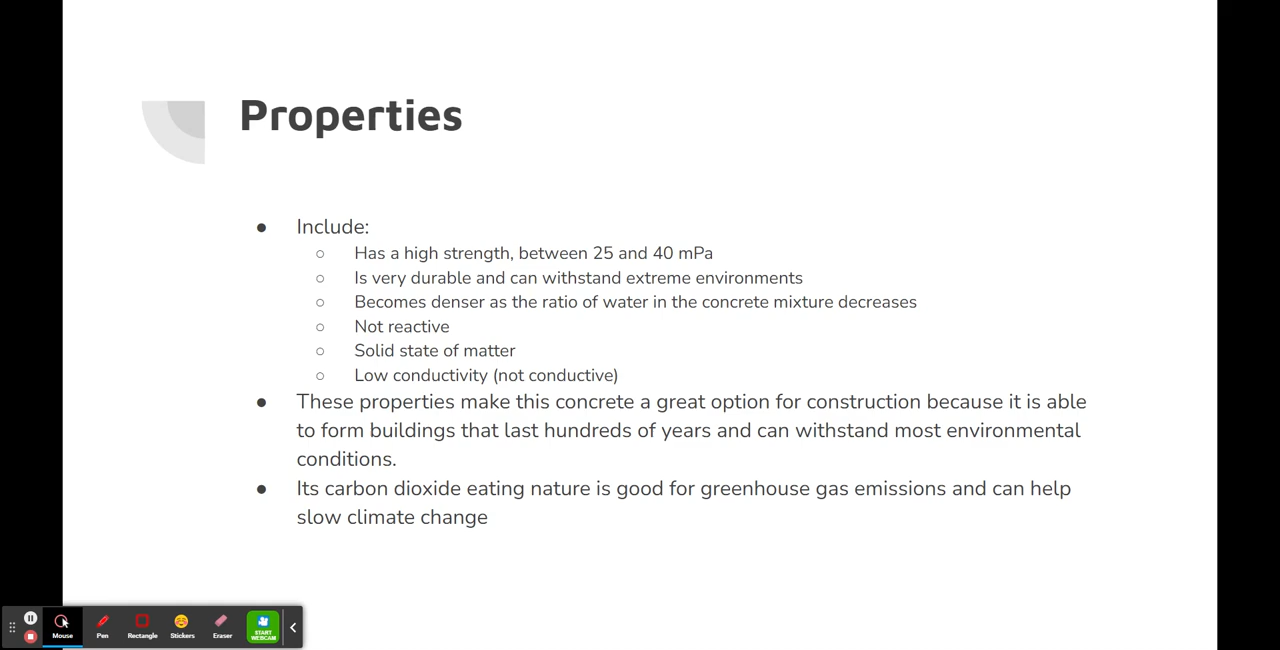 Properties
● Include:
○ Has a high strength, between 25 and 40 mPa
○ Is very durable and can withstand extreme environments
○ Becomes denser as the ratio of water in the concrete mixture decreases
○ Not reactive
○ Solid state of matter
○ Low conductivity (not conductive)
● These properties make this concrete a great option for construction because it is able
to form buildings that last hundreds of years and can withstand most environmental
conditions.
● Its carbon dioxide eating nature is good for greenhouse gas emissions and can help
slow climate change
Mouse Pen Rectangle Stickers Eraser START
WEBCAM